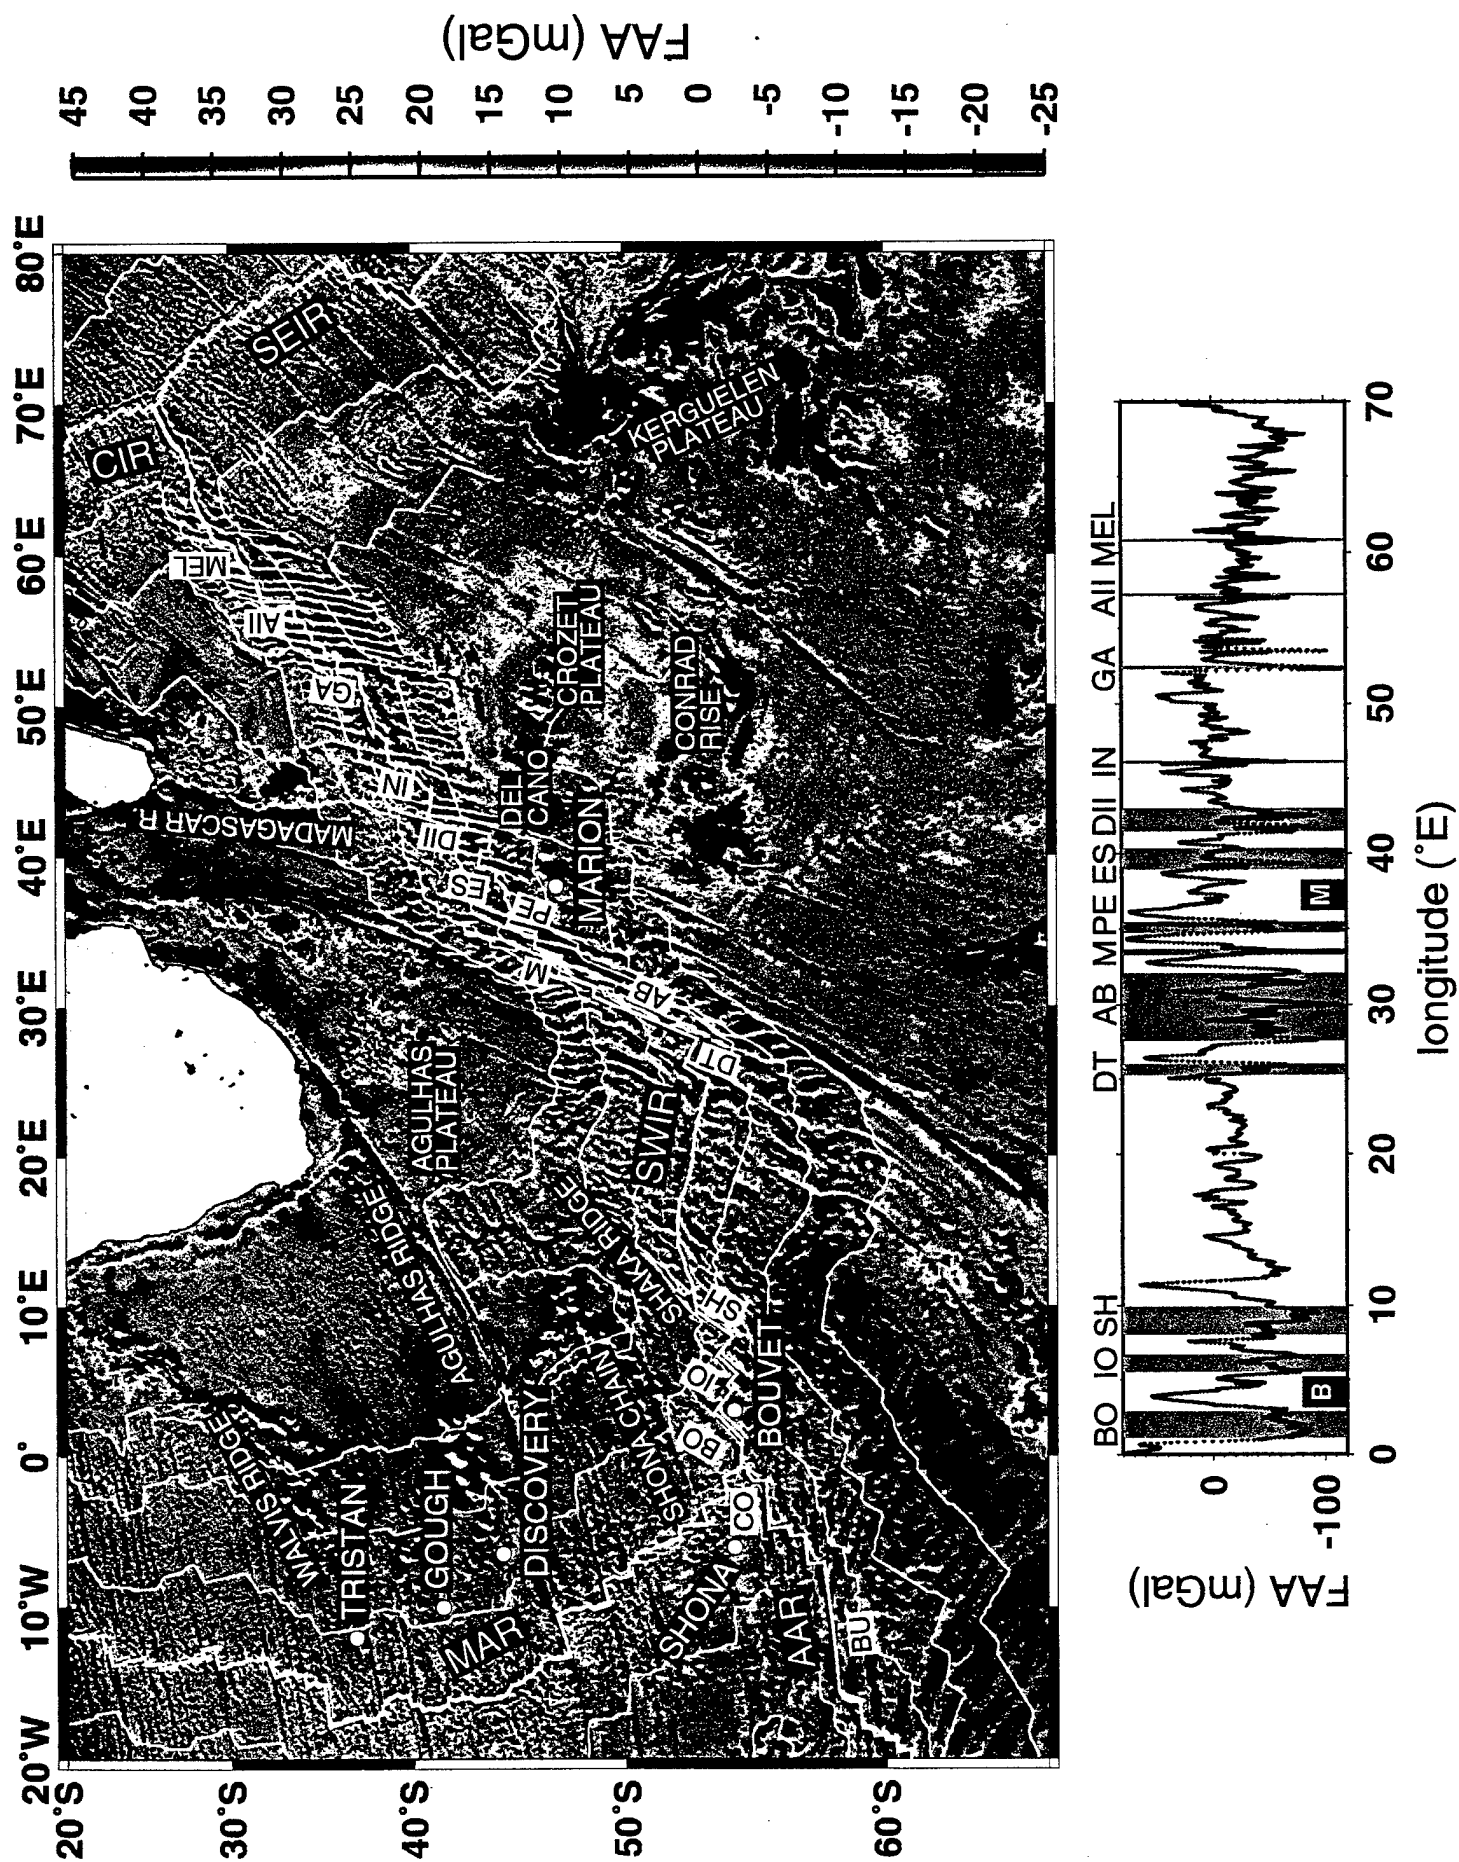 20°W
10°W
0°
10°E
20°E
30°E
40°E
50°E
60°E
70°E
80°E
20°S
30°S
40°S
50°S
60°S
CIR
SEIR
MEL
AII
GA
IN
DII
ES
PE
M
AB
DT
SH
IO
BO
CO
BU
MADAGASCAR R
WALVIS RIDGE
TRISTAN
GOUGH
MAR
DISCOVERY
AGULHAS RIDGE
AGULHAS
PLATEAU
SHAKA RIDGE
SHONA CHAIN
SHONA
AAR
BOUVET
SWIR
MARION
DEL
CANO
CROZET
PLATEAU
CONRAD
RISE
KERGUELEN
PLATEAU
45
40
35
30
25
20
15
10
5
0
-5
-10
-15
-20
-25
FAA (mGal)
BO IO SH DT AB M PE ES DII IN GA AII MEL
0
-100
FAA (mGal)
B
M
0 10 20 30 40 50 60 70
longitude (°E)